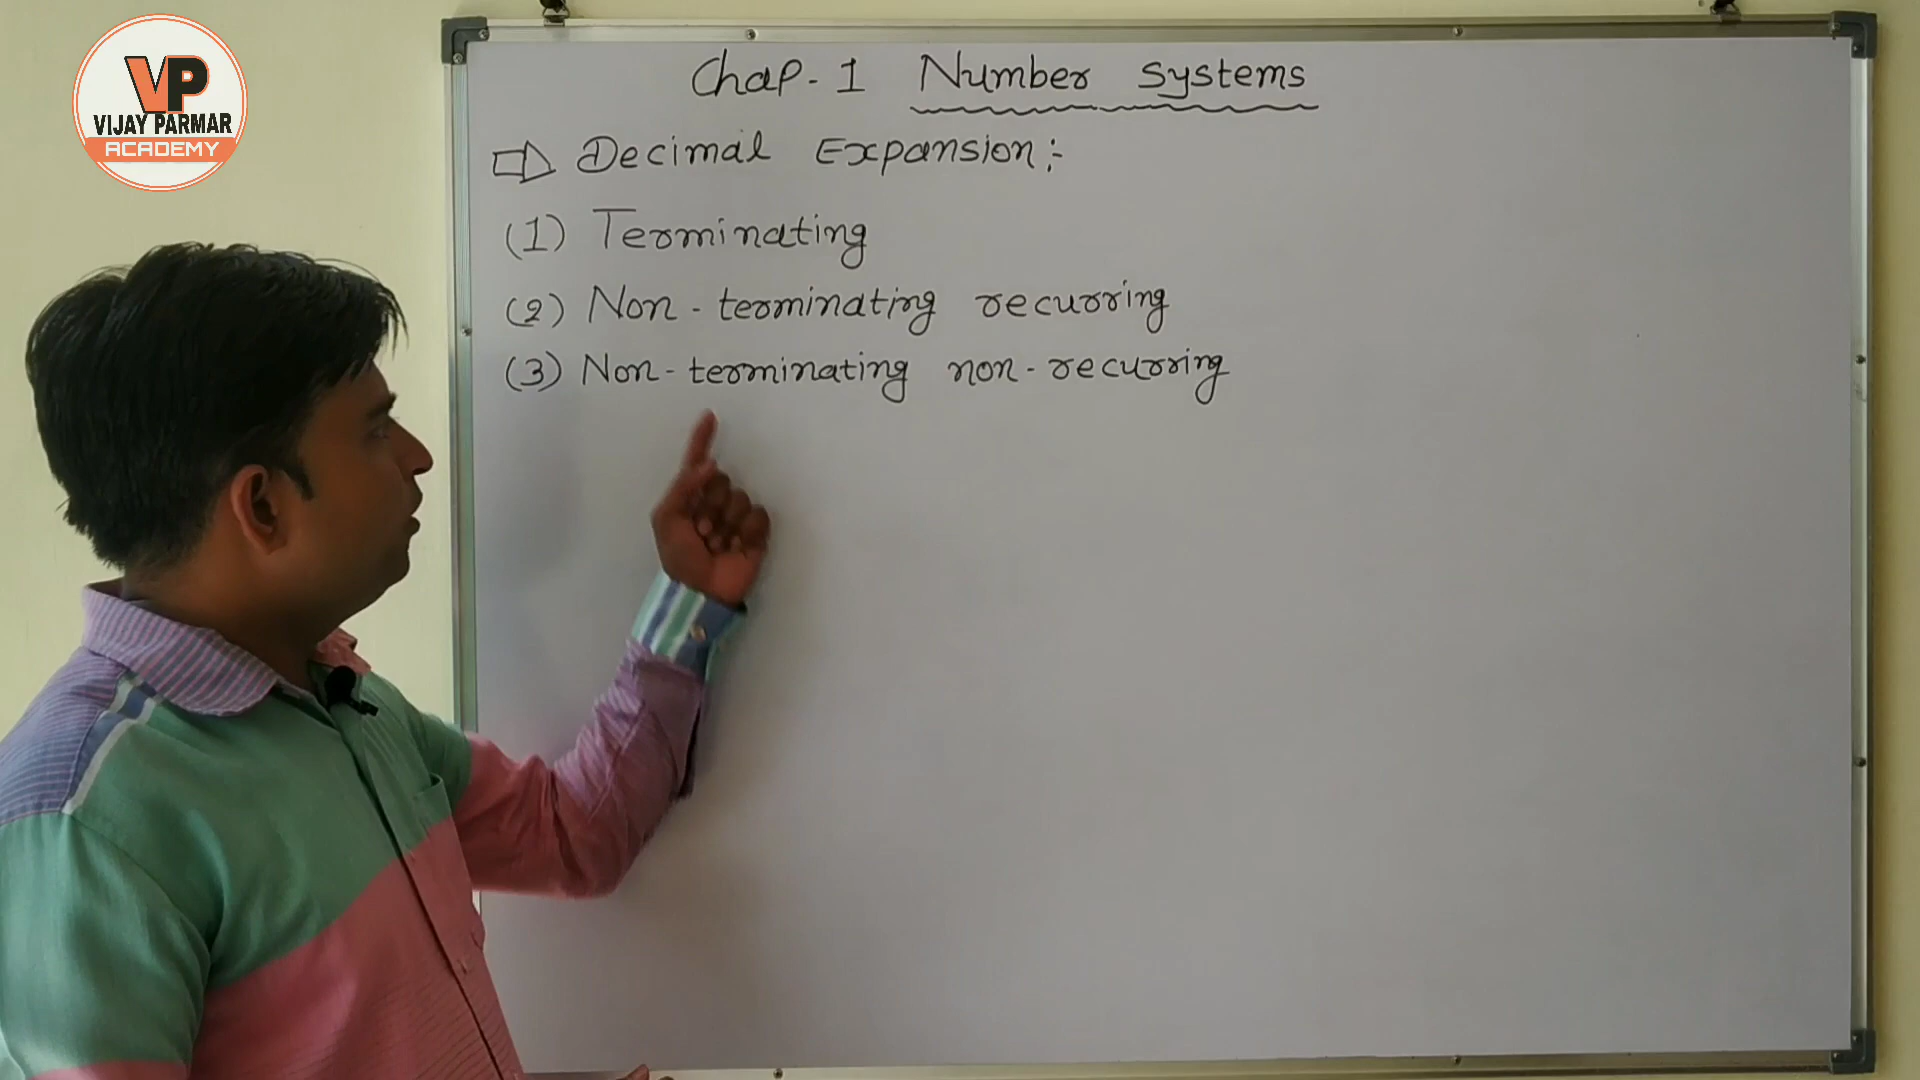 VP
VIJAY PARMAR
ACADEMY
Chap-1 Number Systems
⇨ Decimal Expansion:-
(1) Terminating
(2) Non-terminating recurring
(3) Non-terminating non-recurring